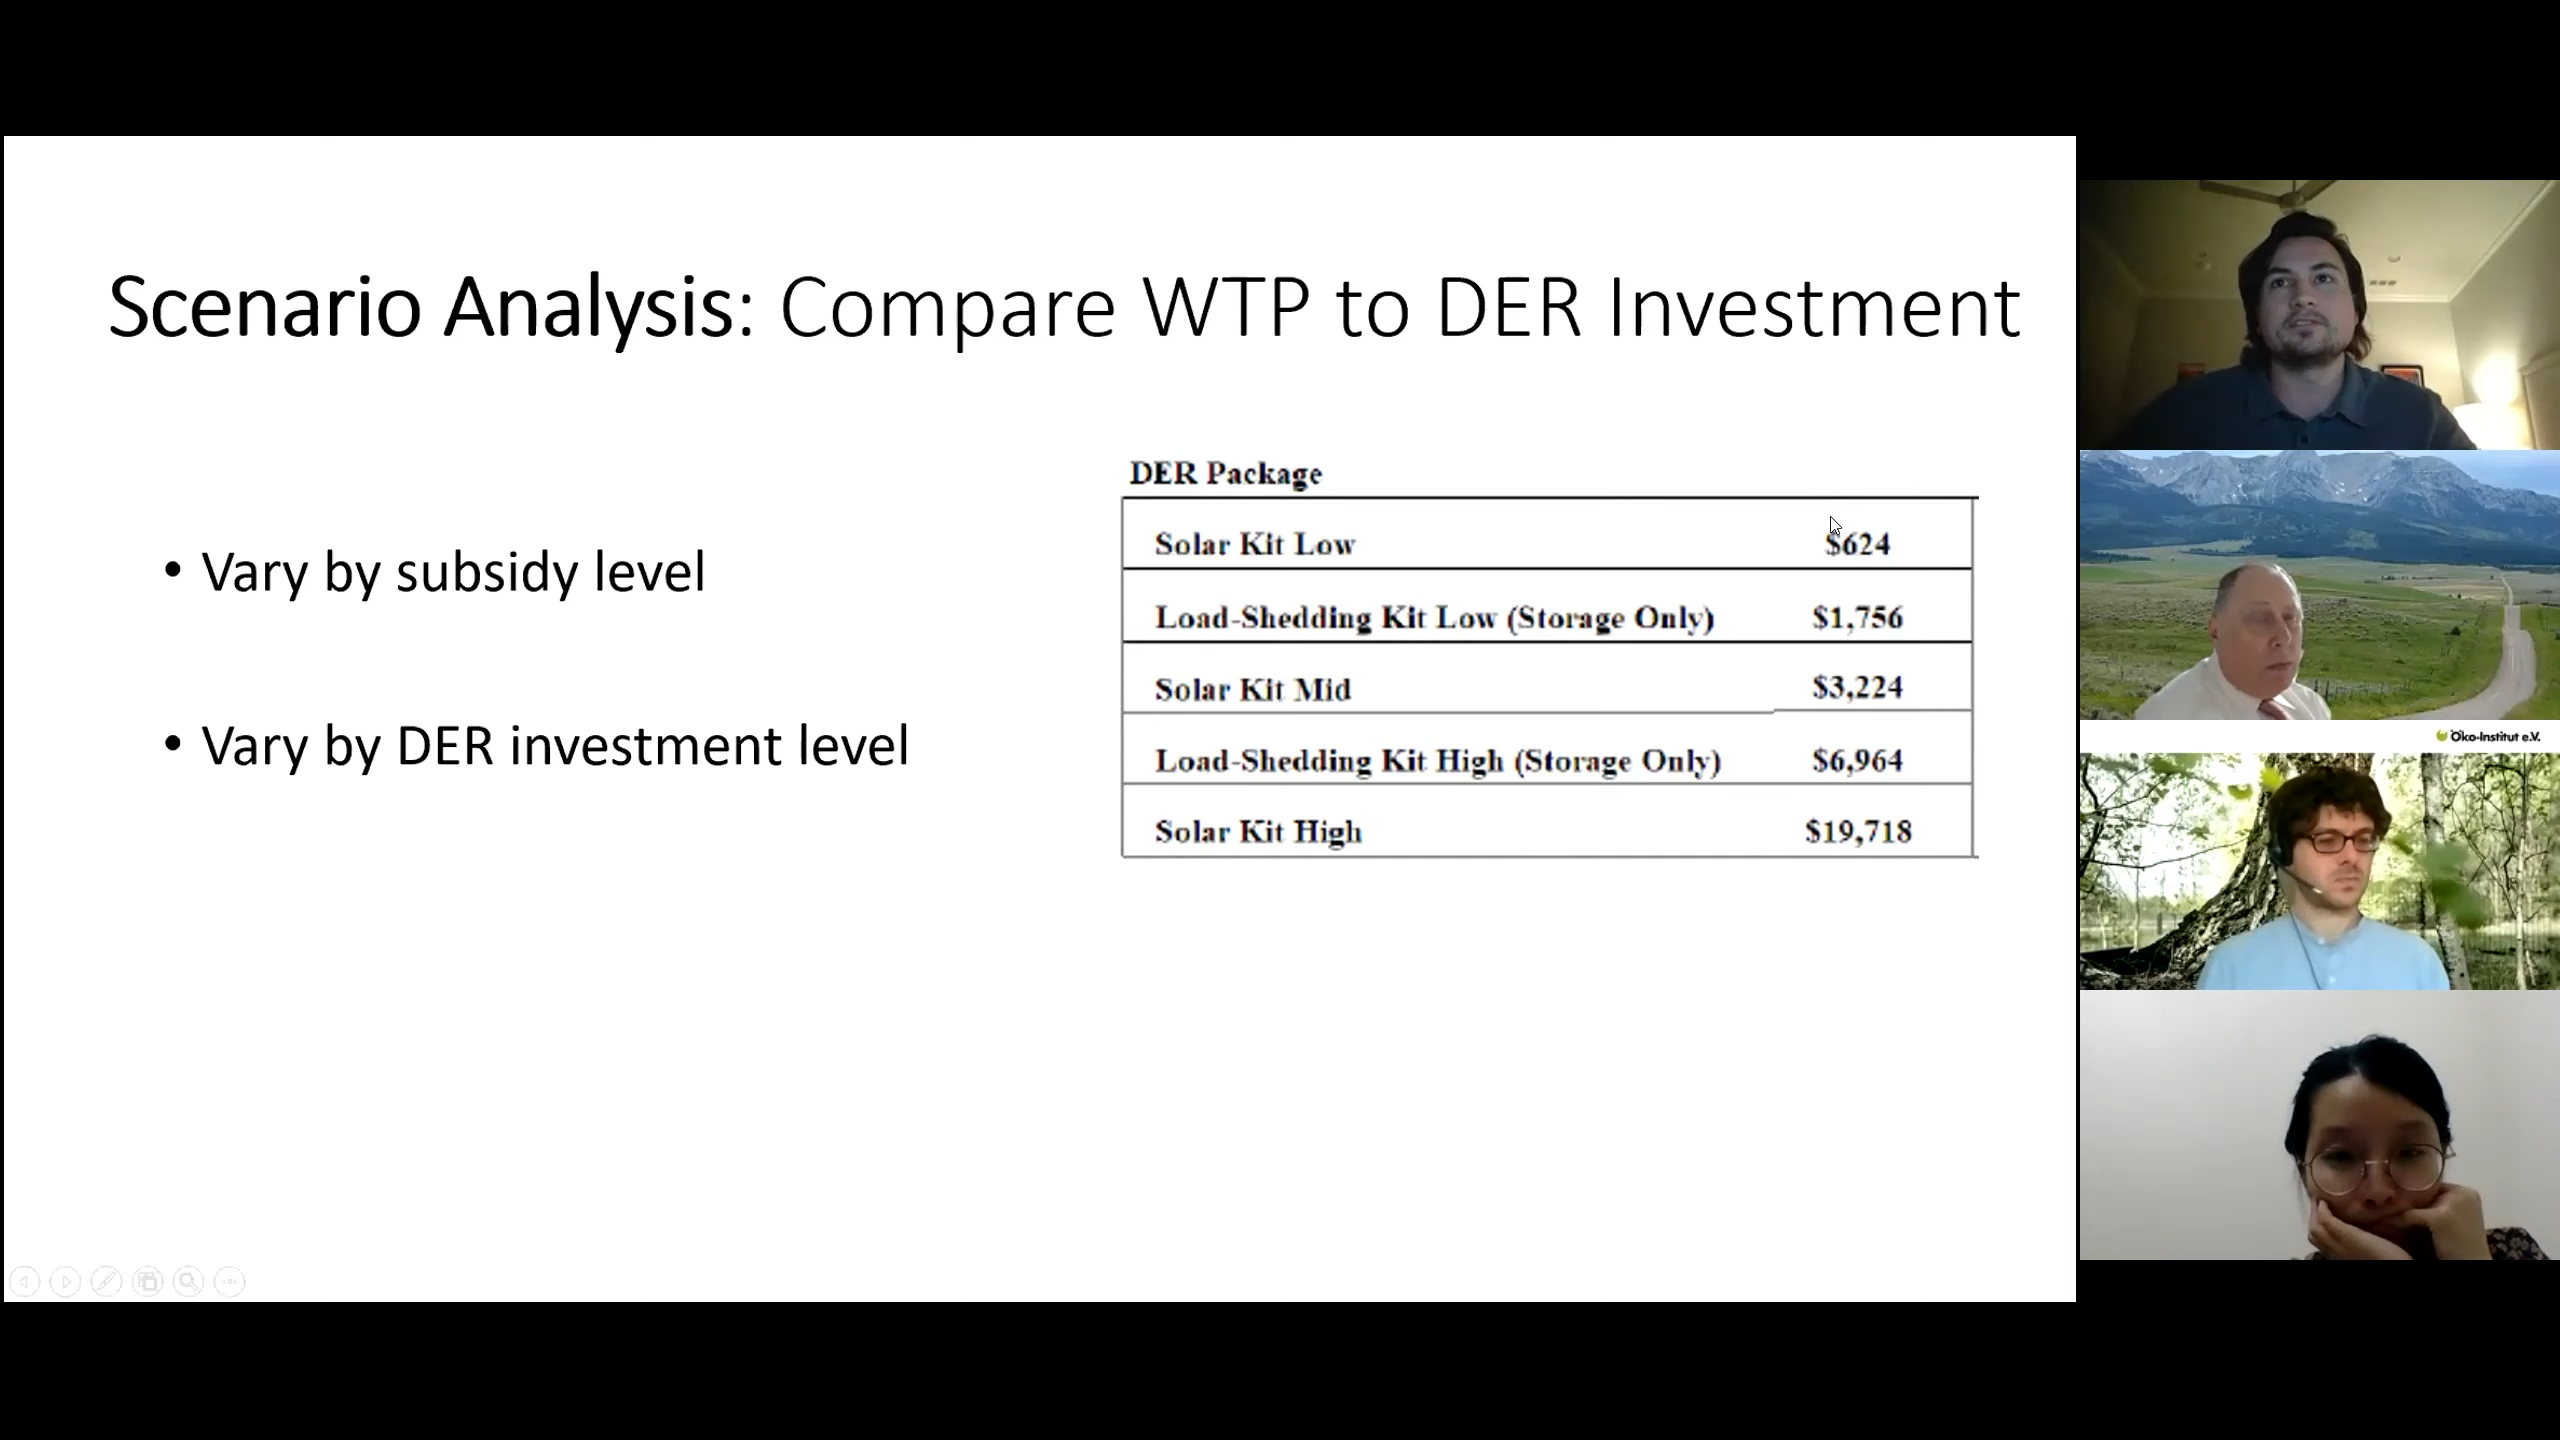 Scenario Analysis: Compare WTP to DER Investment
• Vary by subsidy level
• Vary by DER investment level
DER Package
Solar Kit Low $624
Load-Shedding Kit Low (Storage Only) $1,756
Solar Kit Mid $3,224
Load-Shedding Kit High (Storage Only) $6,964
Solar Kit High $19,718
Öko-Institut e.V.